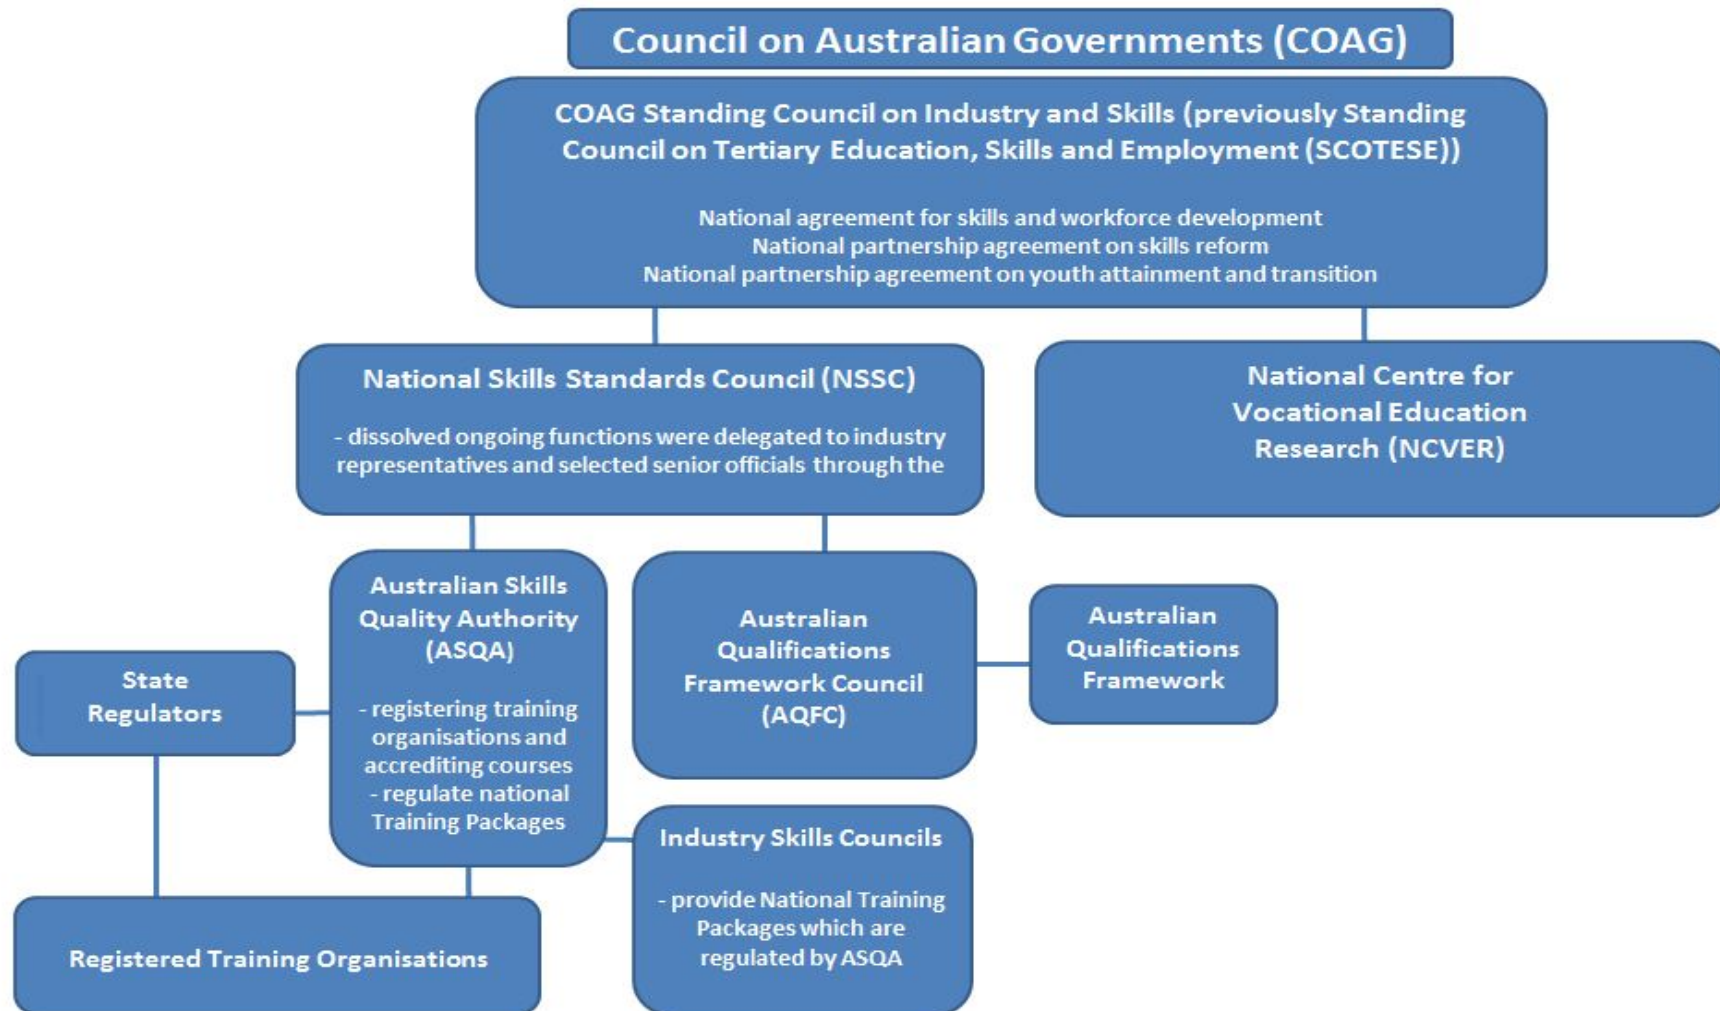 Council on Australian Governments (COAG)
COAG Standing Council on Industry and Skills (previously Standing
Council on Tertiary Education, Skills and Employment (SCOTESE))
National agreement for skills and workforce development
National partnership agreement on skills reform
National partnership agreement on youth attainment and transition
National Skills Standards Council (NSSC)
- dissolved ongoing functions were delegated to industry
representatives and selected senior officials through the
National Centre for
Vocational Education
Research (NCVER)
Australian Skills
Quality Authority
(ASQA)
- registering training
organisations and
accrediting courses
- regulate national
Training Packages
Australian
Qualifications
Framework Council
(AQFC)
Australian
Qualifications
Framework
State
Regulators
Industry Skills Councils
- provide National Training
Packages which are
regulated by ASQA
Registered Training Organisations